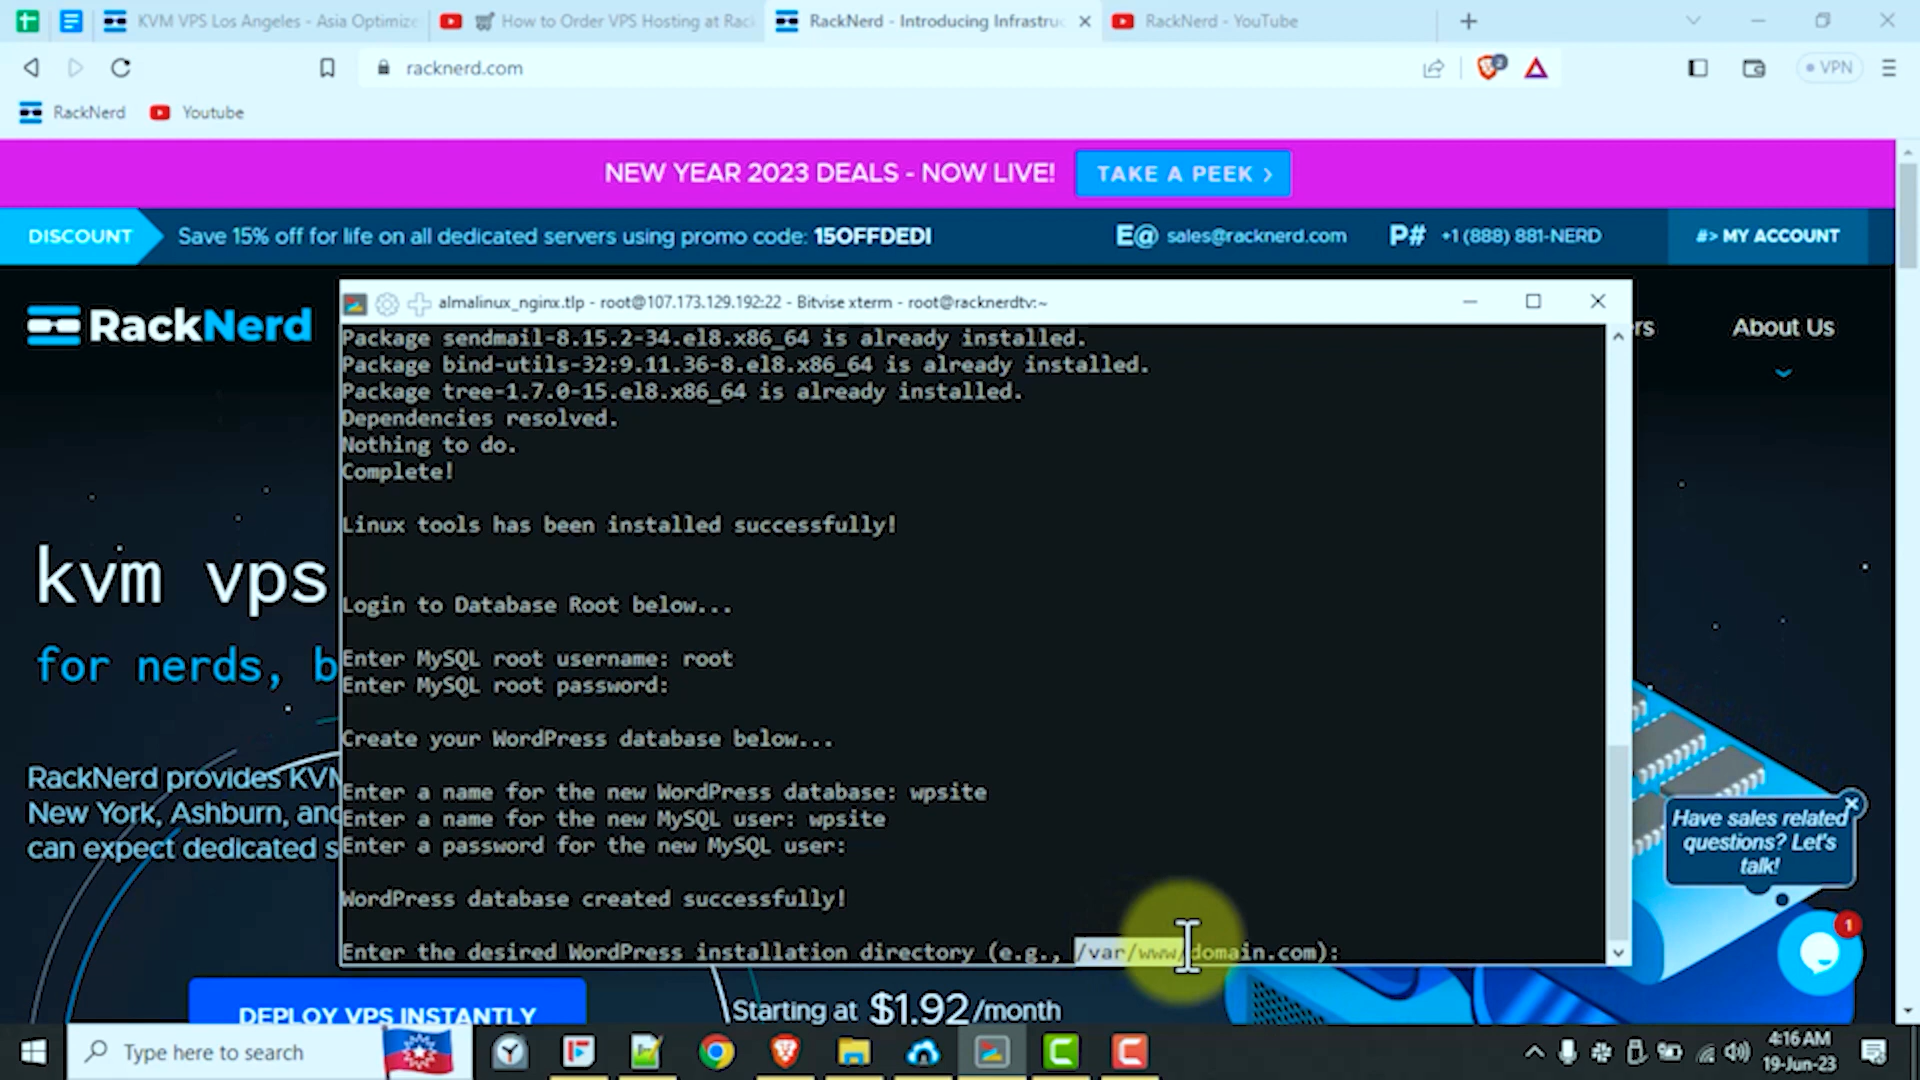 KVM VPS Los Angeles - Asia Optimize
How to Order VPS Hosting at Rac
RackNerd - Introducing Infrastruc
RackNerd - YouTube
racknerd.com
2
VPN
RackNerd
Youtube
NEW YEAR 2023 DEALS - NOW LIVE!
TAKE A PEEK >
DISCOUNT
Save 15% off for life on all dedicated servers using promo code: 15OFFDEDI
E@ sales@racknerd.com
P# +1 (888) 881-NERD
#> MY ACCOUNT
RackNerd
rs
About Us
almalinux_nginx.tlp - root@107.173.129.192:22 - Bitvise xterm - root@racknerdtv:~
Package sendmail-8.15.2-34.el8.x86_64 is already installed.
Package bind-utils-32:9.11.36-8.el8.x86_64 is already installed.
Package tree-1.7.0-15.el8.x86_64 is already installed.
Dependencies resolved.
Nothing to do.
Complete!
Linux tools has been installed successfully!
Login to Database Root below...
Enter MySQL root username: root
Enter MySQL root password:
Create your WordPress database below...
Enter a name for the new WordPress database: wpsite
Enter a name for the new MySQL user: wpsite
Enter a password for the new MySQL user:
WordPress database created successfully!
Enter the desired WordPress installation directory (e.g., /var/www/domain.com):
kvm vps
for nerds, b
RackNerd provides KVM
New York, Ashburn, and
can expect dedicated s
Have sales related
questions? Let's
talk!
1
DEPLOY VPS INSTANTLY
Starting at $1.92/month
Type here to search
4:16 AM
19-Jun-23